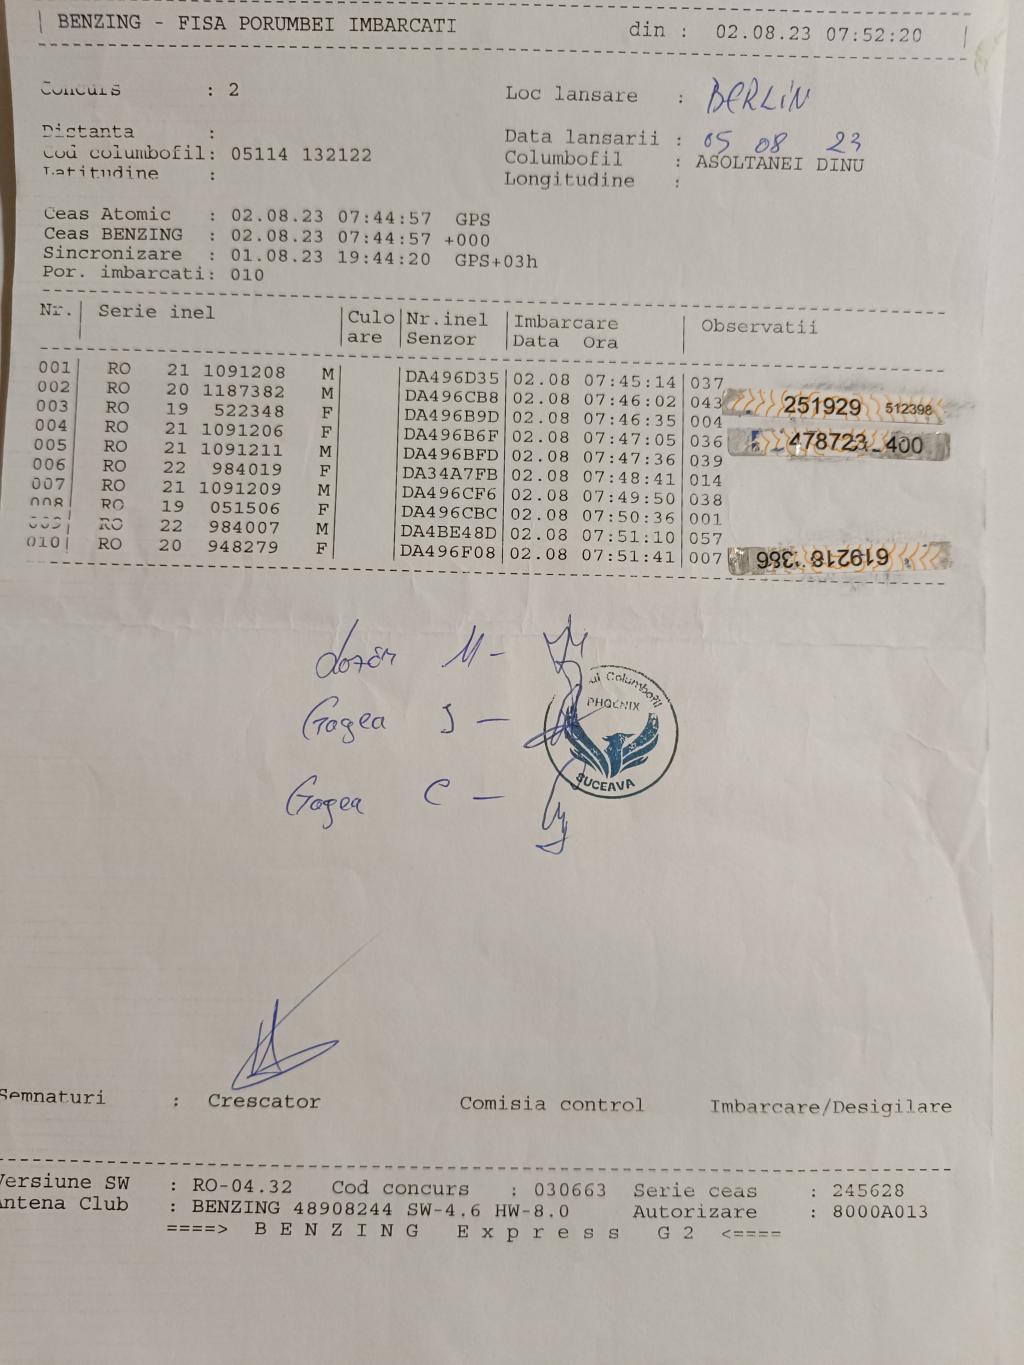 | BENZING - FISA PORUMBEI IMBARCATI din : 02.08.23 07:52:20 |
Concurs : 2 Loc lansare : BERLIN
Distanta : Data lansarii : 05 08 23
Cod columbofil: 05114 132122 Columbofil : ASOLTANEI DINU
Latitudine : Longitudine :
Ceas Atomic : 02.08.23 07:44:57 GPS
Ceas BENZING : 02.08.23 07:44:57 +000
Sincronizare : 01.08.23 19:44:20 GPS+03h
Por. imbarcati: 010
Nr.| Serie inel |Culo|Nr.inel |Imbarcare | Observatii
|are |Senzor |Data Ora |
001| RO 21 1091208 M| |DA496D35|02.08 07:45:14|037
002| RO 20 1187382 M| |DA496CB8|02.08 07:46:02|043 251929 512398
003| RO 19 522348 F| |DA496B9D|02.08 07:46:35|004
004| RO 21 1091206 F| |DA496B6F|02.08 07:47:05|036 478723 400
005| RO 21 1091211 M| |DA496BFD|02.08 07:47:36|039
006| RO 22 984019 F| |DA34A7FB|02.08 07:48:41|014
007| RO 21 1091209 M| |DA496CF6|02.08 07:49:50|038
008| RO 19 051506 F| |DA496CBC|02.08 07:50:36|001
009| RO 22 984007 M| |DA4BE48D|02.08 07:51:10|057
010| RO 20 948279 F| |DA496F08|02.08 07:51:41|007 619218 386
M -
Gogea J -
Gogea C -
ui Columbofil
PHOENIX
SUCEAVA
Semnaturi : Crescator Comisia control Imbarcare/Desigilare
Versiune SW : RO-04.32 Cod concurs : 030663 Serie ceas : 245628
Antena Club : BENZING 48908244 SW-4.6 HW-8.0 Autorizare : 8000A013
====> B E N Z I N G E x p r e s s G 2 <====